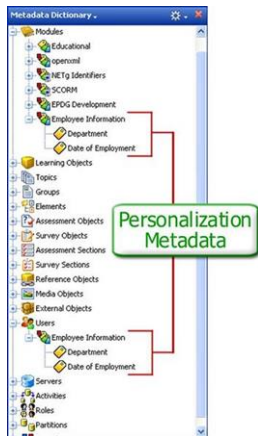 Metadata Dictionary
Modules
Educational
openxml
NETg Identifiers
SCORM
EPDG Development
Employee Information
Department
Date of Employment
Learning Objects
Topics
Groups
Elements
Assessment Objects
Survey Objects
Assessment Sections
Survey Sections
Reference Objects
Media Objects
External Objects
Users
Employee Information
Department
Date of Employment
Servers
Activities
Roles
Partitions
Personalization
Metadata